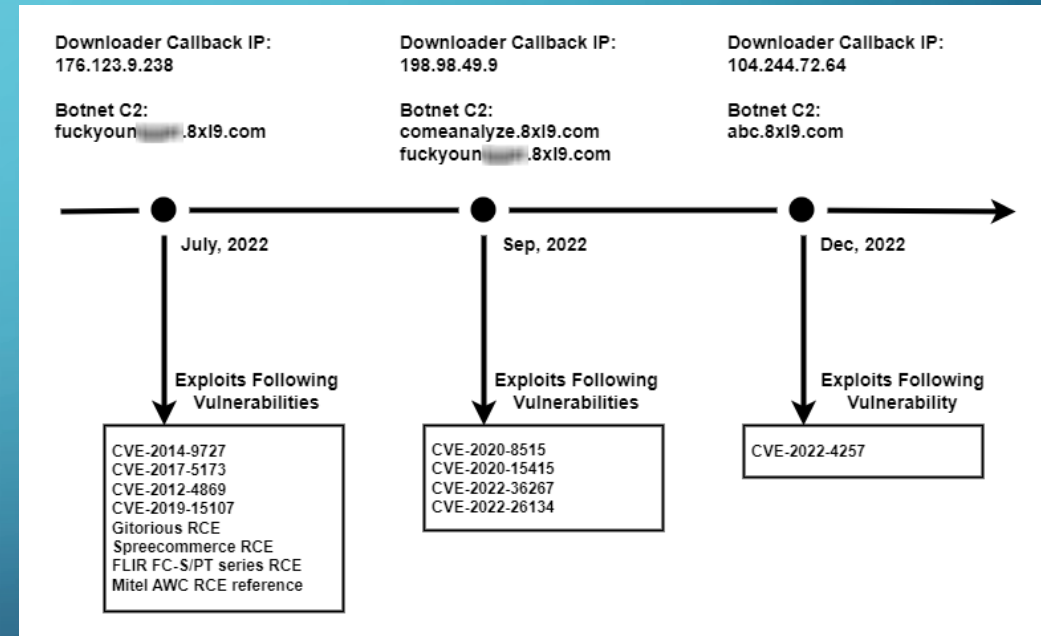 Downloader Callback IP:
176.123.9.238
Botnet C2:
fuckyoun .8xl9.com
Downloader Callback IP:
198.98.49.9
Botnet C2:
comeanalyze.8xl9.com
fuckyoun .8xl9.com
Downloader Callback IP:
104.244.72.64
Botnet C2:
abc.8xl9.com
July, 2022
Sep, 2022
Dec, 2022
Exploits Following
Vulnerabilities
CVE-2014-9727
CVE-2017-5173
CVE-2012-4869
CVE-2019-15107
Gitorious RCE
Spreecommerce RCE
FLIR FC-S/PT series RCE
Mitel AWC RCE reference
Exploits Following
Vulnerabilities
CVE-2020-8515
CVE-2020-15415
CVE-2022-36267
CVE-2022-26134
Exploits Following
Vulnerability
CVE-2022-4257